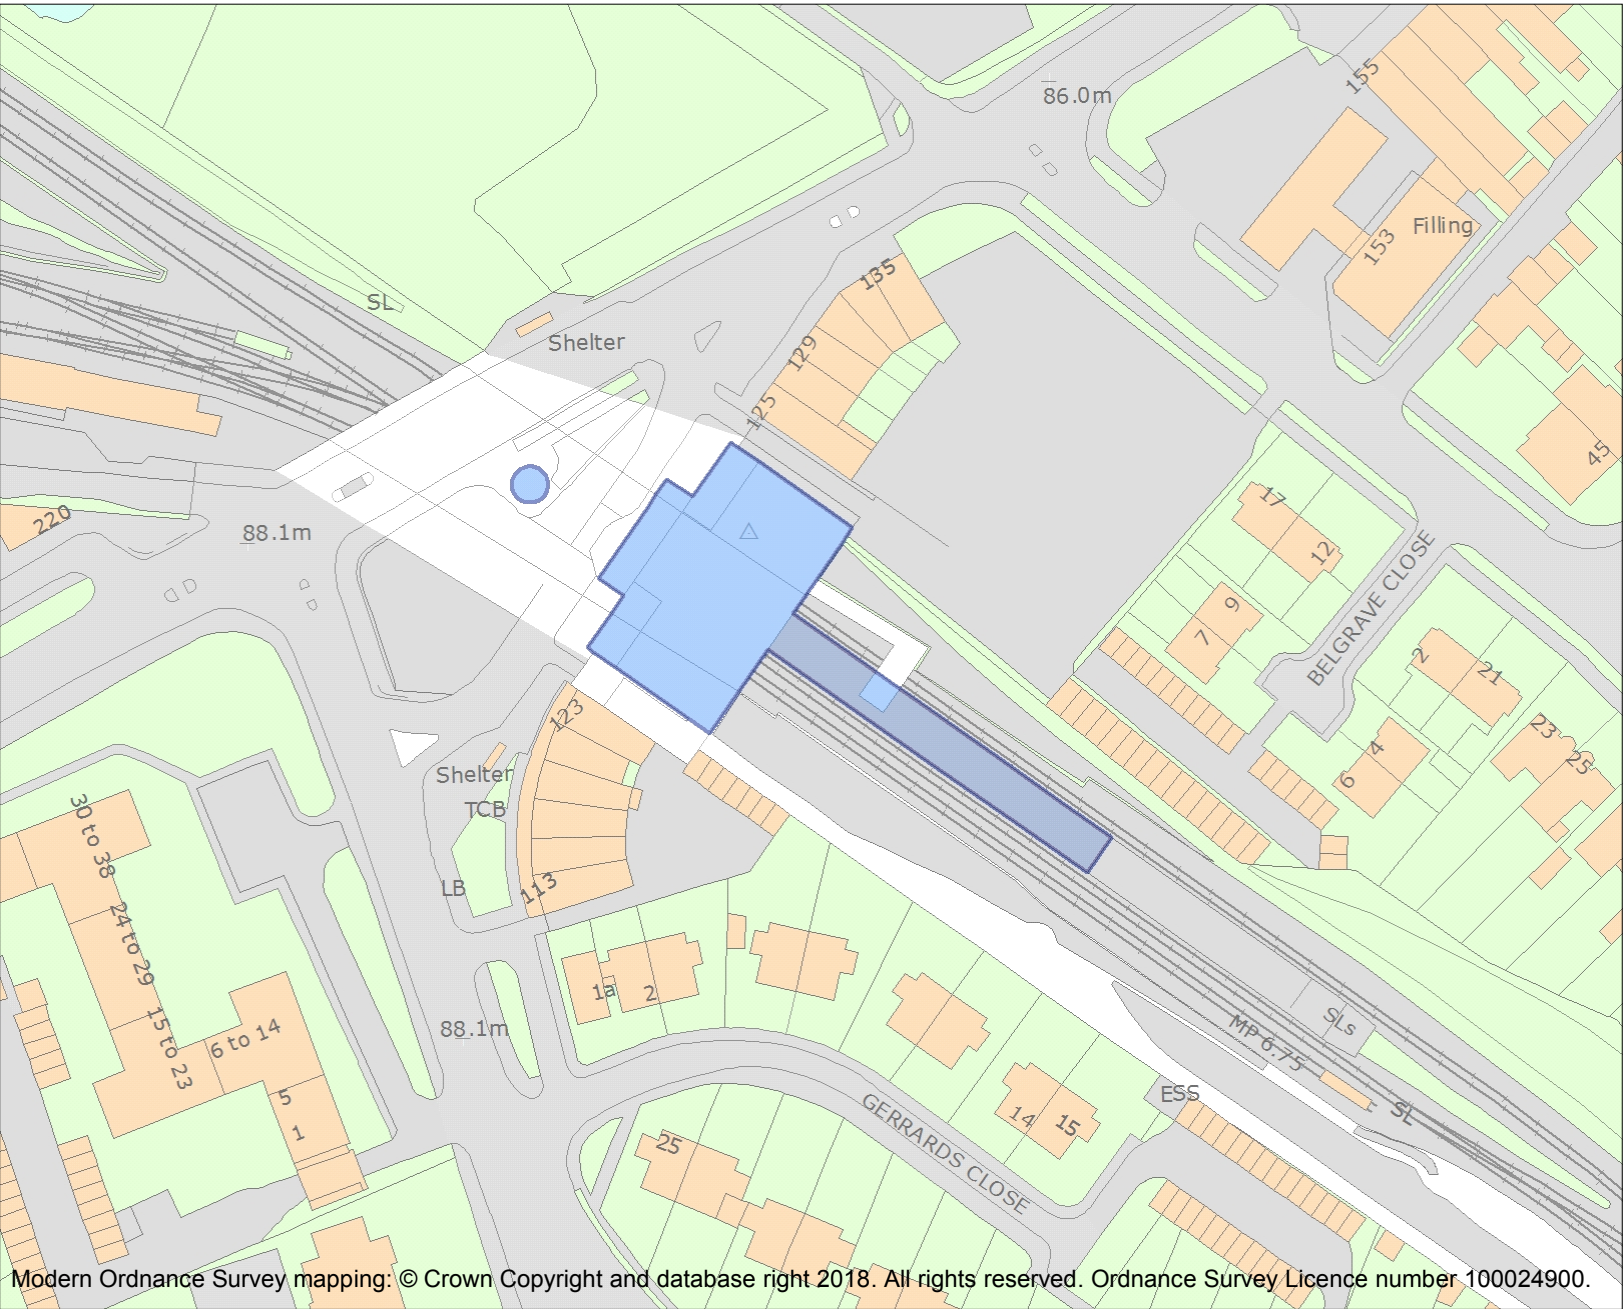 86.0m
155
Filling
153
135
SL
Shelter
129
125
45
17
12
220
88.1m
BELGRAVE CLOSE
9
7
2
21
123
23
25
4
6
Shelter
TCB
30 to 38
LB
113
24 to 29
1a
2
88.1m
15 to 23
6 to 14
5
1
SLs
MP 6.75
ESS
SL
14
15
GERRARDS CLOSE
25
Modern Ordnance Survey mapping: © Crown Copyright and database right 2018. All rights reserved. Ordnance Survey Licence number 100024900.